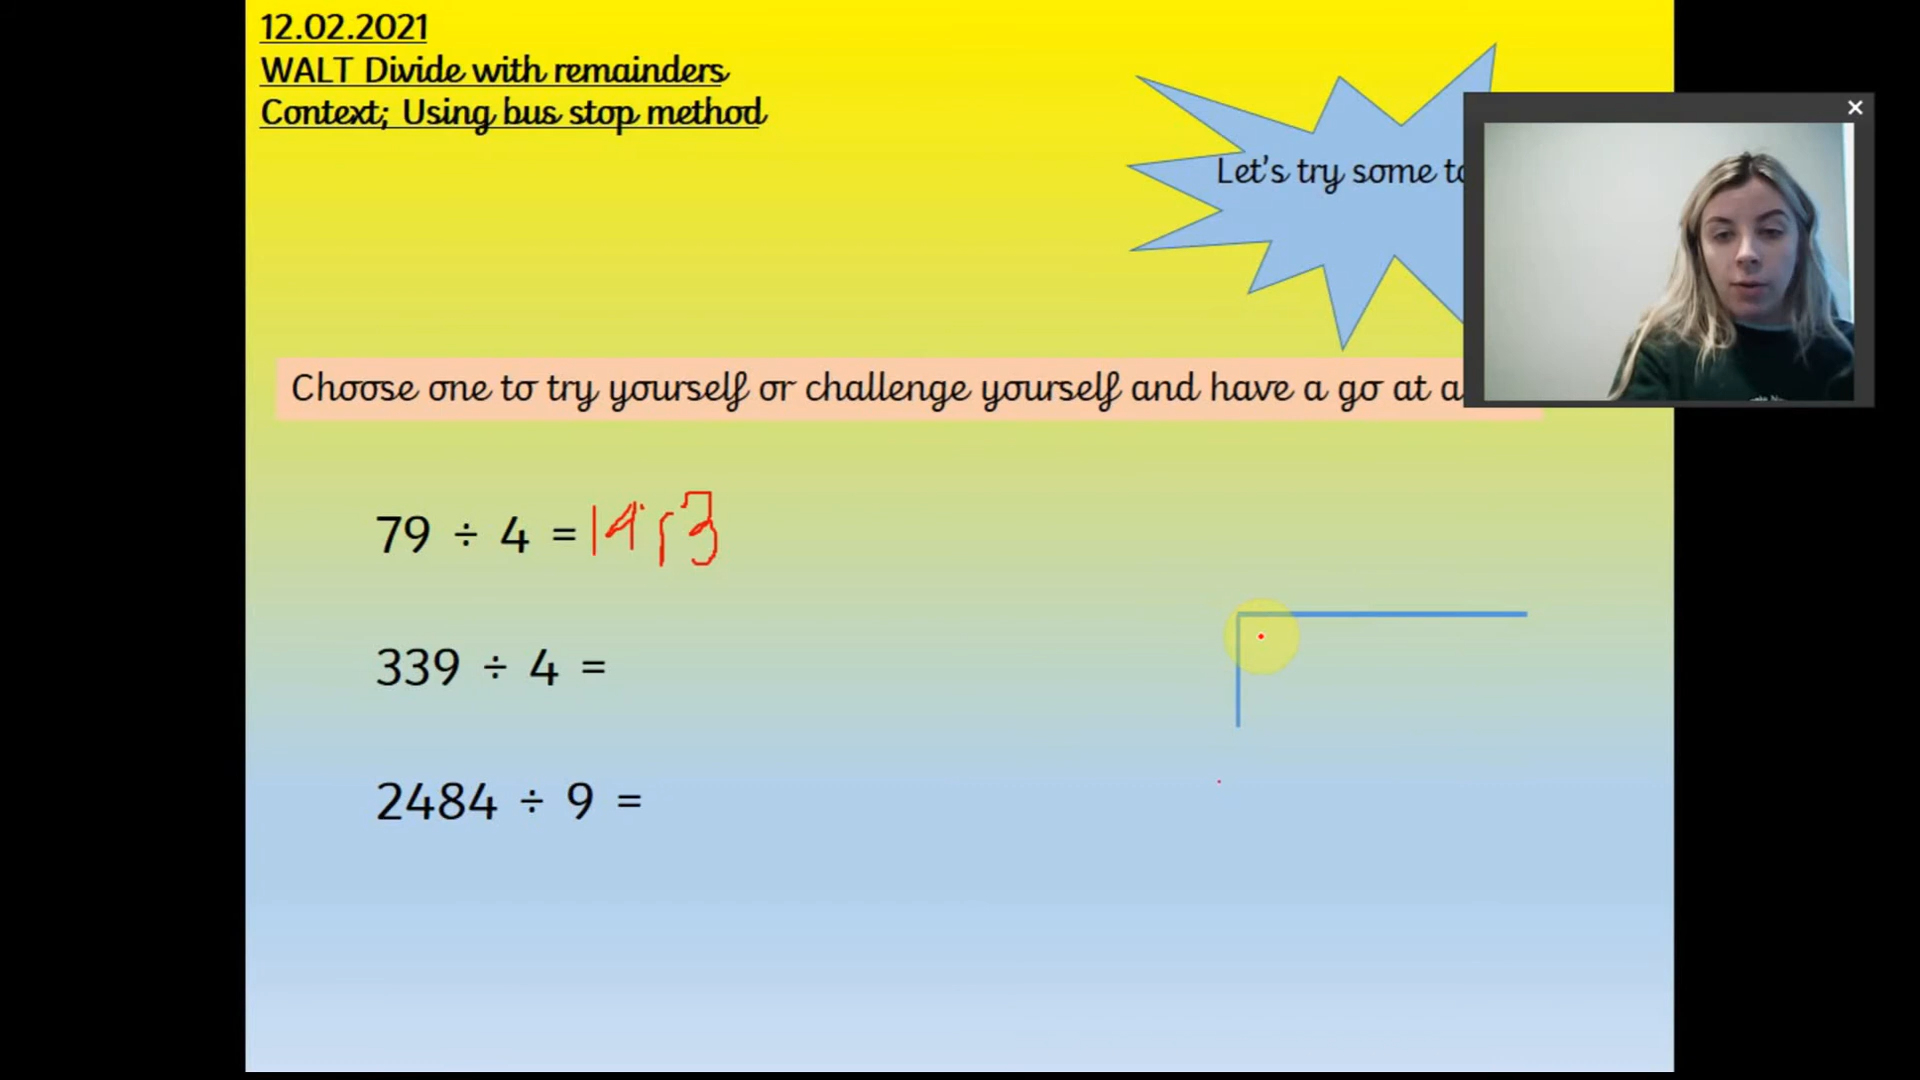 12.02.2021
WALT Divide with remainders
Context; Using bus stop method
Let's try some
Choose one to try yourself or challenge yourself and have a go at
79 ÷ 4 = 19 r 3
339 ÷ 4 =
2484 ÷ 9 =